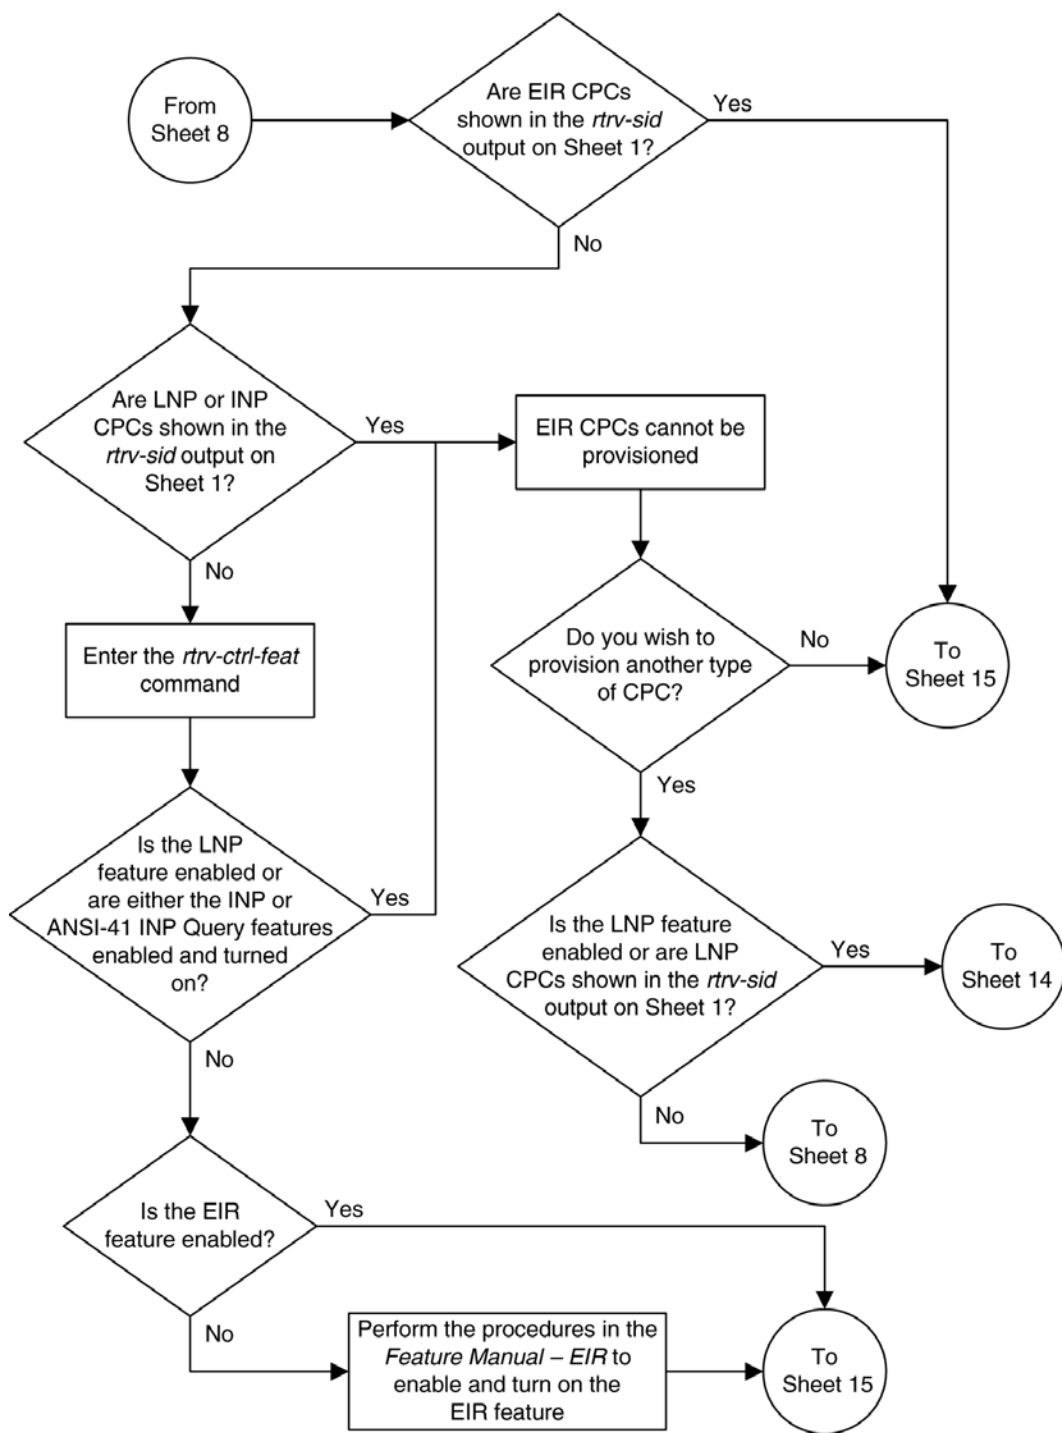 From
Sheet 8
Are EIR CPCs
shown in the rtrv-sid
output on Sheet 1?
Yes
No
Are LNP or INP
CPCs shown in the
rtrv-sid output on
Sheet 1?
Yes
No
EIR CPCs cannot be
provisioned
Enter the rtrv-ctrl-feat
command
Do you wish to
provision another type
of CPC?
No
Yes
To
Sheet 15
Is the LNP
feature enabled or
are either the INP or
ANSI-41 INP Query features
enabled and turned
on?
Yes
No
Is the LNP feature
enabled or are LNP
CPCs shown in the rtrv-sid
output on Sheet 1?
Yes
No
To
Sheet 14
To
Sheet 8
Is the EIR
feature enabled?
Yes
No
Perform the procedures in the
Feature Manual – EIR to
enable and turn on the
EIR feature
To
Sheet 15